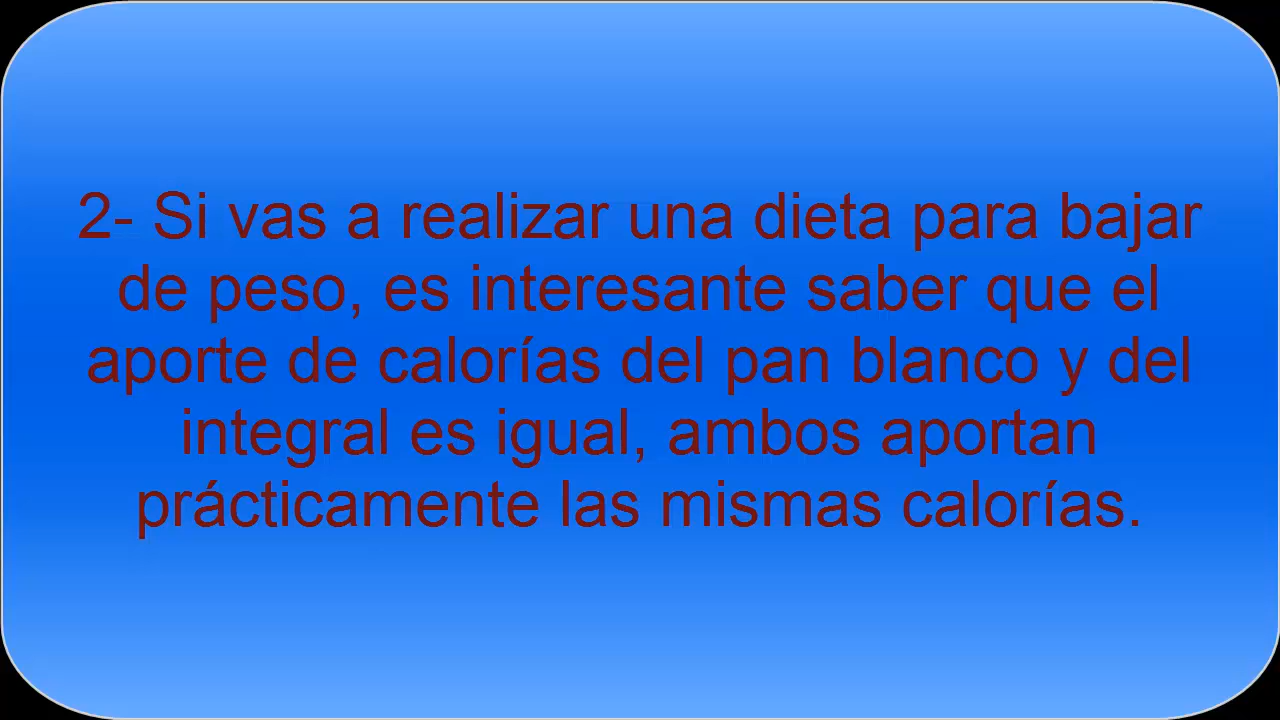 2- Si vas a realizar una dieta para bajar
de peso, es interesante saber que el
aporte de calorías del pan blanco y del
integral es igual, ambos aportan
prácticamente las mismas calorías.